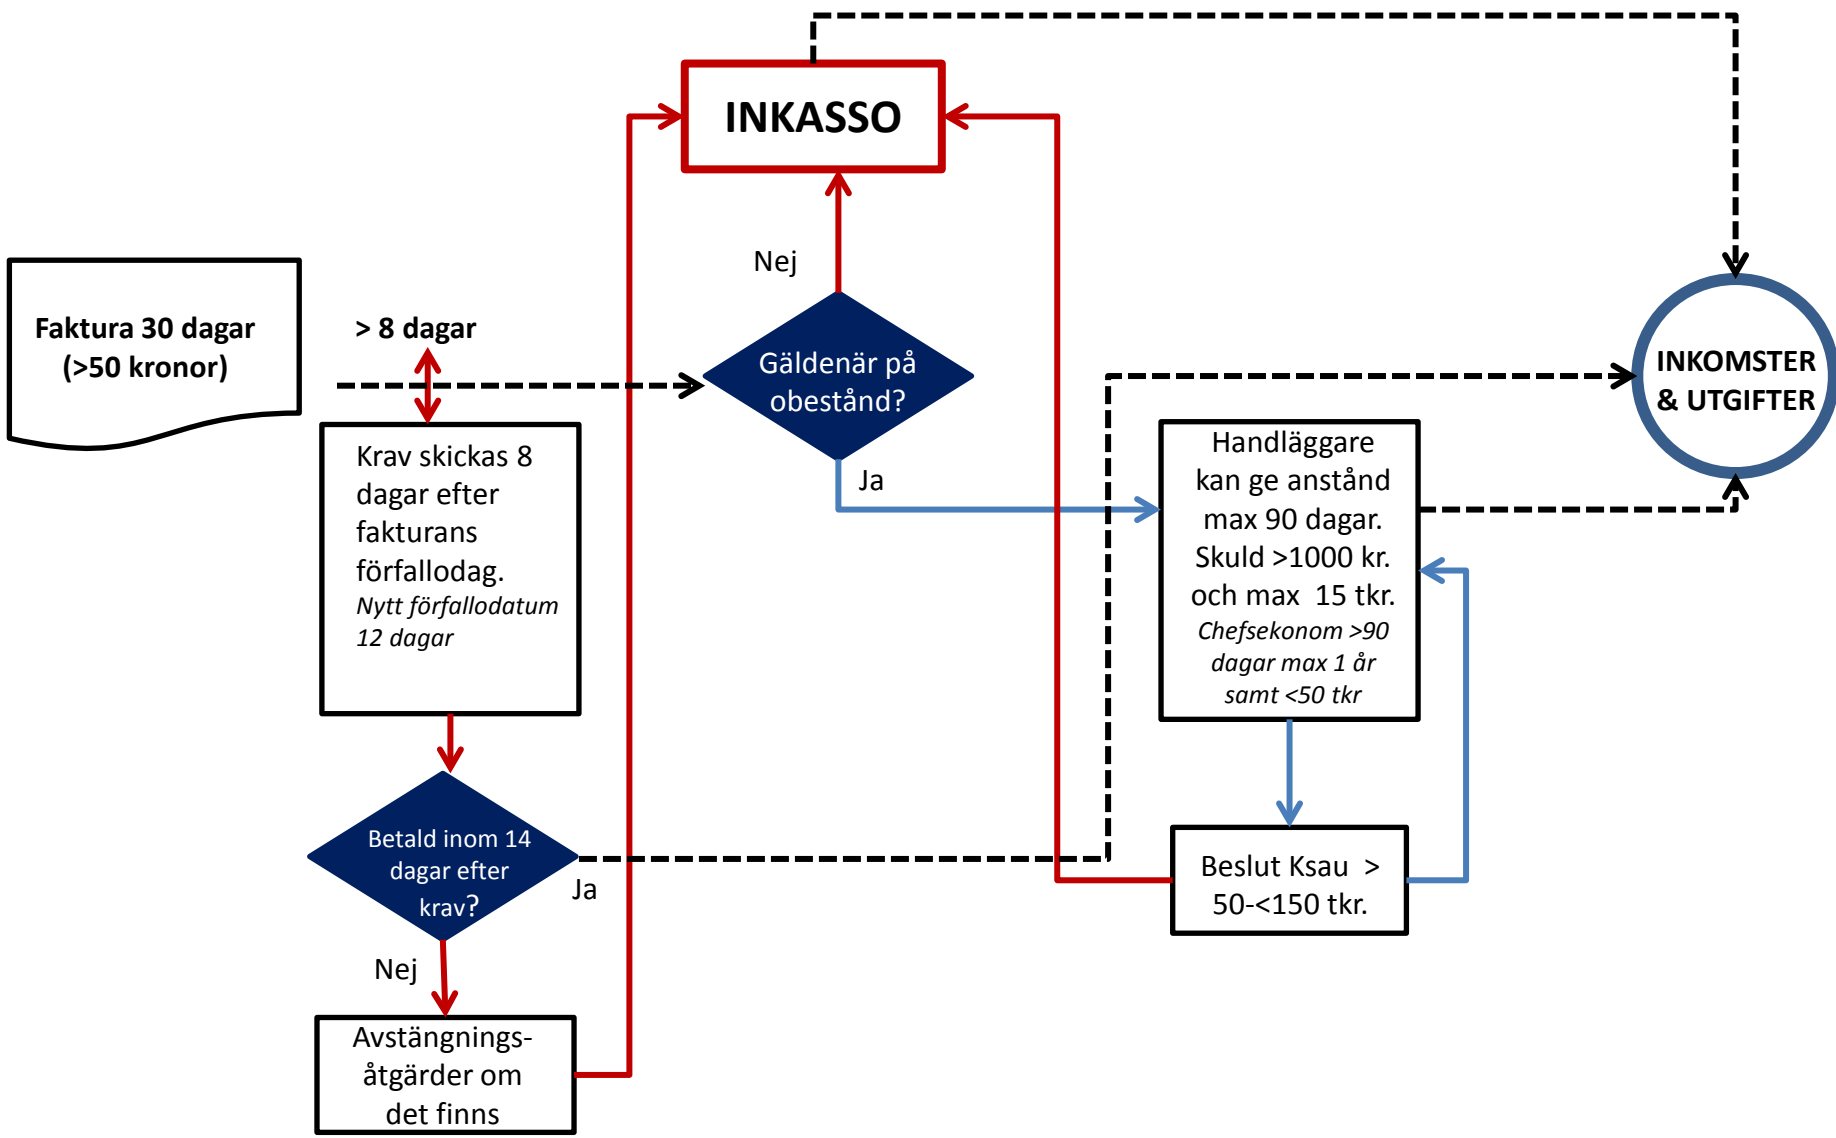 INKASSO
Nej
Faktura 30 dagar
(>50 kronor)
> 8 dagar
Gäldenär på
obestånd?
INKOMSTER
& UTGIFTER
Ja
Krav skickas 8
dagar efter
fakturans
förfallodag.
Nytt förfallodatum
12 dagar
Handläggare
kan ge anstånd
max 90 dagar.
Skuld >1000 kr.
och max  15 tkr.
Chefsekonom >90
dagar max 1 år
samt <50 tkr
Betald inom 14
dagar efter
krav?
Ja
Beslut Ksau  >
50-<150 tkr.
Nej
Avstängnings-
åtgärder om
det finns